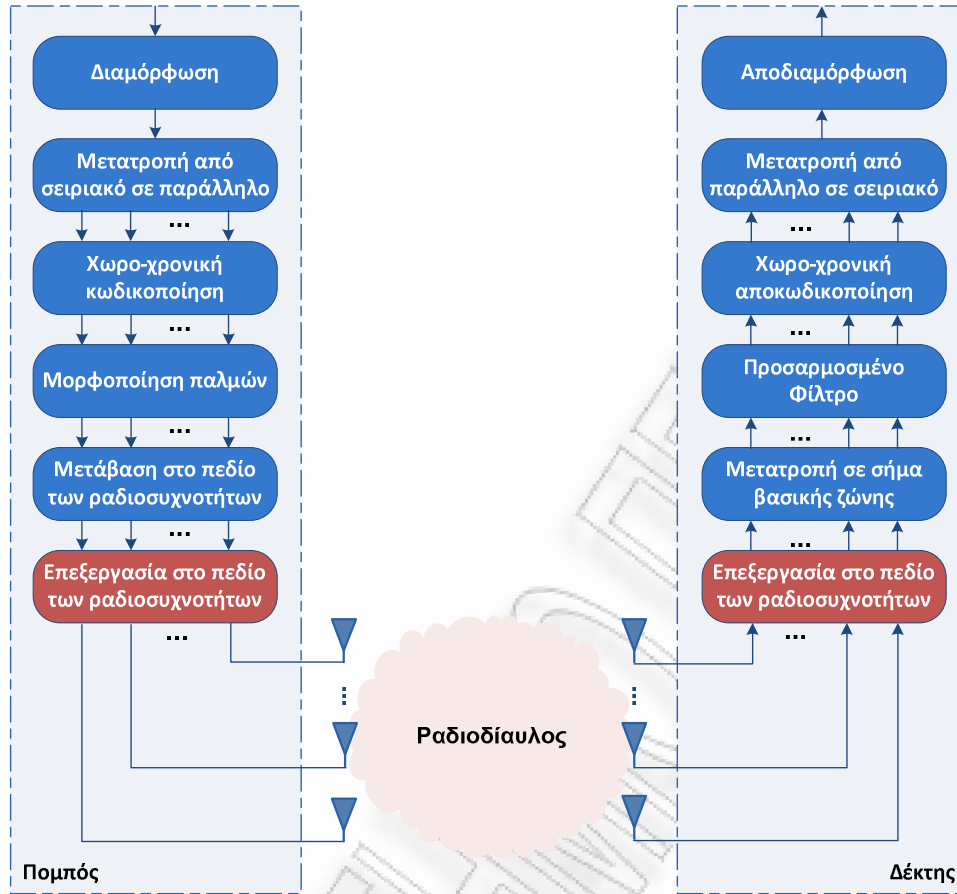 Διαμόρφωση
Μετατροπή από
σειριακό σε παράλληλο
...
Χωρο-χρονική
κωδικοποίηση
...
Μορφοποίηση παλμών
...
Μετάβαση στο πεδίο
των ραδιοσυχνοτήτων
...
Επεξεργασία στο πεδίο
των ραδιοσυχνοτήτων
...
Πομπός
Ραδιοδίαυλος
Αποδιαμόρφωση
Μετατροπή από
παράλληλο σε σειριακό
...
Χωρο-χρονική
αποκωδικοποίηση
...
Προσαρμοσμένο
Φίλτρο
...
Μετατροπή σε σήμα
βασικής ζώνης
...
Επεξεργασία στο πεδίο
των ραδιοσυχνοτήτων
...
Δέκτης